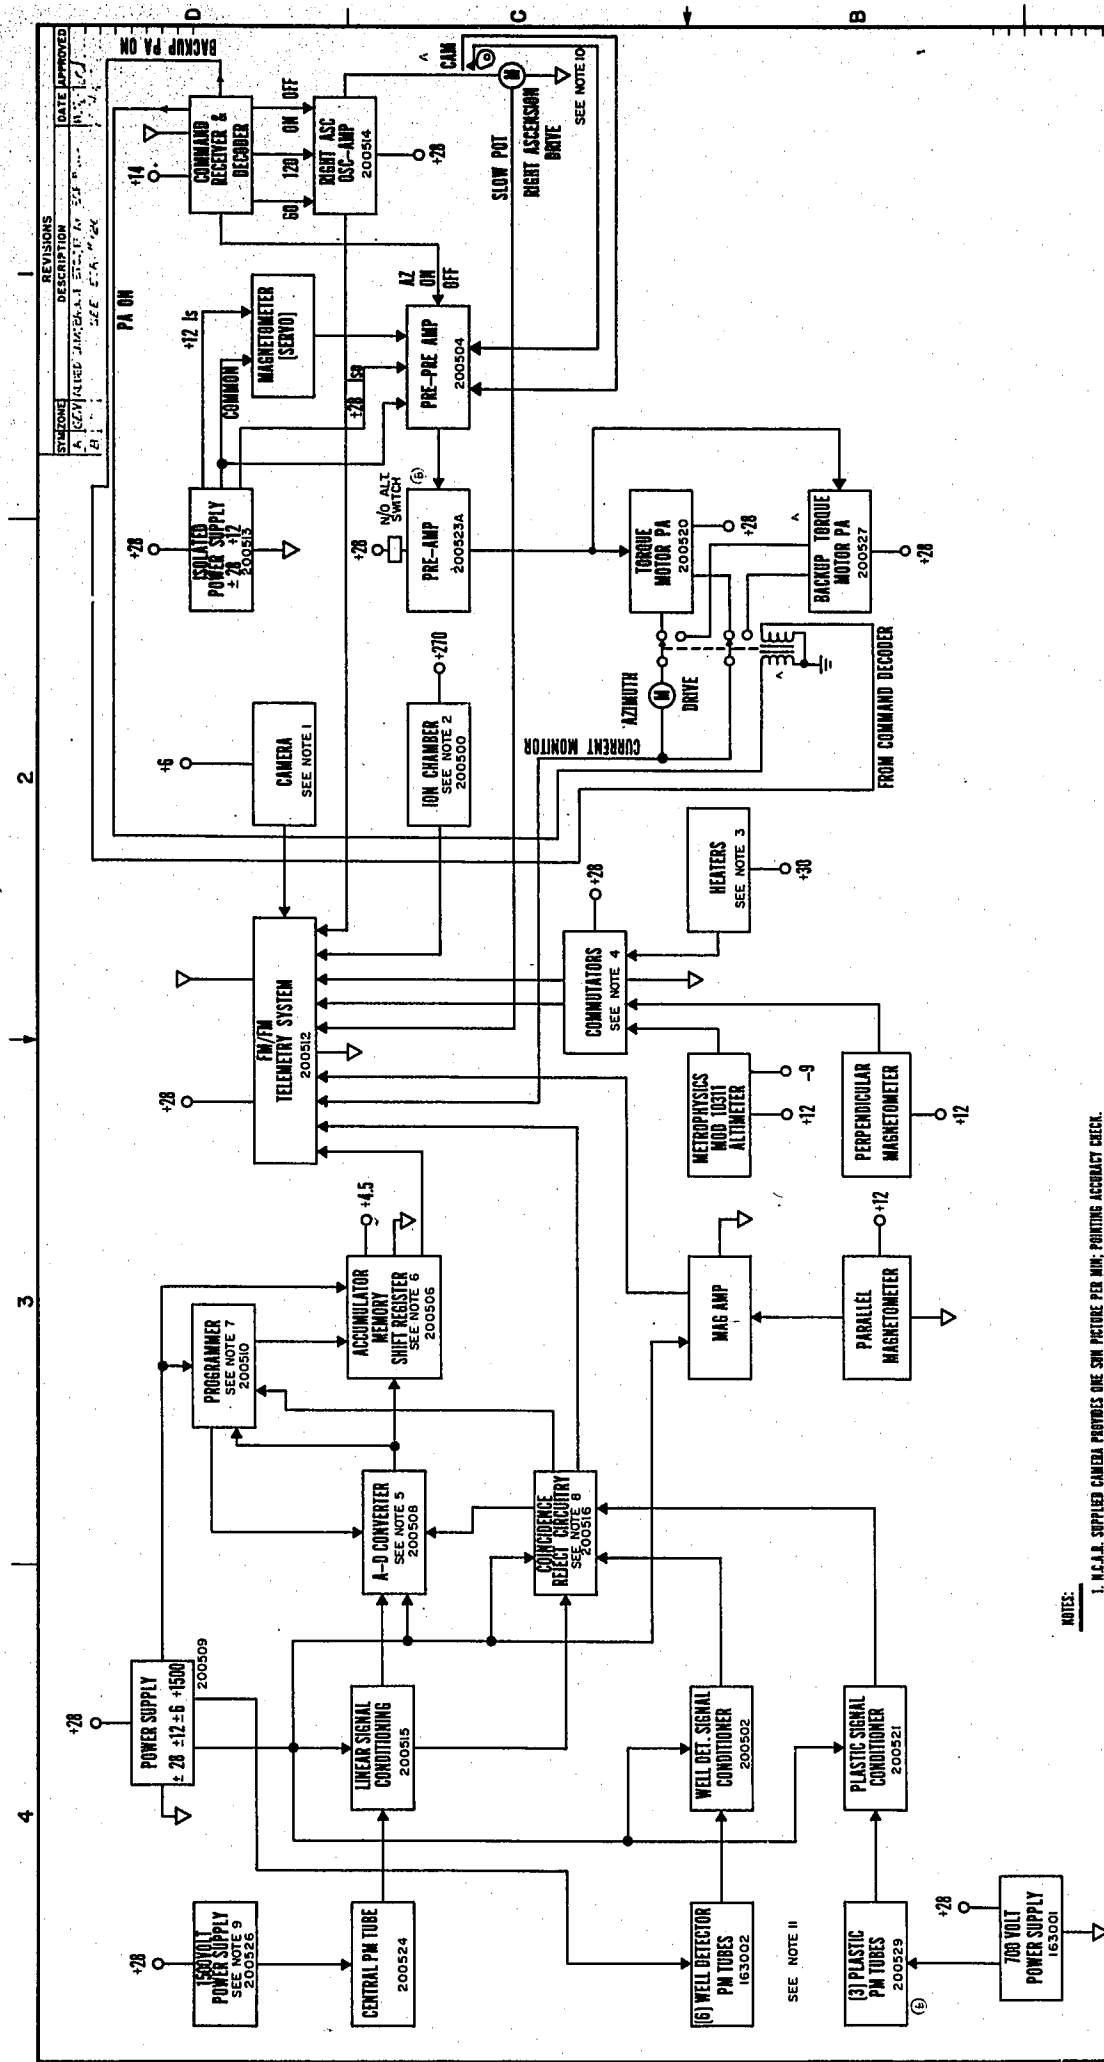 REVISIONS
SYM ZONE DESCRIPTION DATE APPROVED
A
B SEE
4
3
2
1
D
C
B
+28
1500 VOLT
POWER SUPPLY
SEE NOTE 9
200526
CENTRAL PM TUBE
200524
(6) WELL DETECTOR
PM TUBES
163002
SEE NOTE 11
(3) PLASTIC
PM TUBES
200529
+28
700 VOLT
POWER SUPPLY
163001
+28
POWER SUPPLY
± 28 ±12 ±6 +1500
200509
LINEAR SIGNAL
CONDITIONING
200515
WELL DET. SIGNAL
CONDITIONER
200502
PLASTIC SIGNAL
CONDITIONER
200521
PROGRAMMER
SEE NOTE 7
200510
A-D CONVERTER
SEE NOTE 5
200508
COINCIDENCE
REJECT CIRCUITRY
SEE NOTE 8
200516
ACCUMULATOR
MEMORY
SHIFT REGISTER
SEE NOTE 6
200506
+4.5
MAG AMP
PARALLEL
MAGNETOMETER
+12
+28
FM/FM
TELEMETRY SYSTEM
200512
COMMUTATORS
SEE NOTE 4
+28
METROPHYSICS
MOD 10311
ALTIMETER
+12
-9
PERPENDICULAR
MAGNETOMETER
+12
HEATERS
SEE NOTE 3
+30
+6
CAMERA
SEE NOTE 1
ION CHAMBER
SEE NOTE 2
200500
+270
CURRENT MONITOR
AZIMUTH
M
DRIVE
FROM COMMAND DECODER
+28
ISOLATED
POWER SUPPLY
± 28 +12
200513
COMMON
+12 Is
+28 Iso
N/O ALT
SWITCH
(B)
+28
PRE-AMP
200523A
TORQUE
MOTOR PA
200520
+28
BACKUP TORQUE
MOTOR PA
200527
+28
MAGNETOMETER
(SERVO)
PRE-PRE AMP
200504
AZ
ON
OFF
PA ON
BACKUP PA ON
+14
COMMAND
RECEIVER &
DECODER
60 120 ON OFF
RIGHT ASC
OSC-AMP
200514
+28
SLOW POT
M
RIGHT ASCENSION
DRIVE
CAM
SEE NOTE 10
NOTES:
1. N.C.A.R. SUPPLIED CAMERA PROVIDES ONE SUN PICTURE PER MIN; POINTING ACCURACY CHECK.